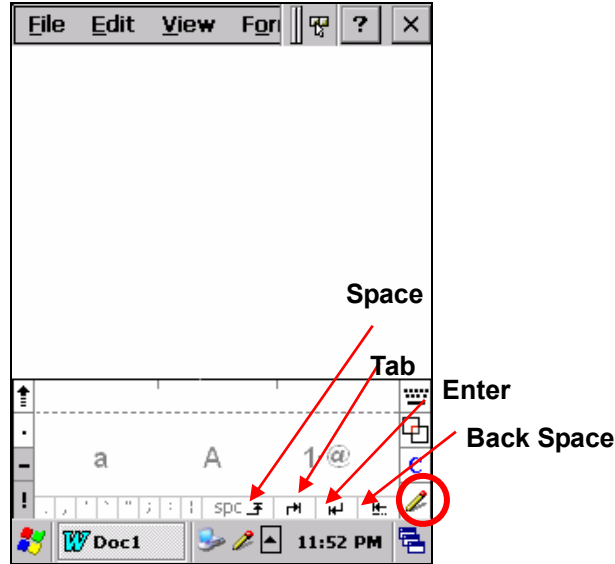 File Edit View For ?
Space
Tab
Enter
Back Space
a A 1@
C
!
. , ' ` " ; : spc
Doc1 11:52 PM